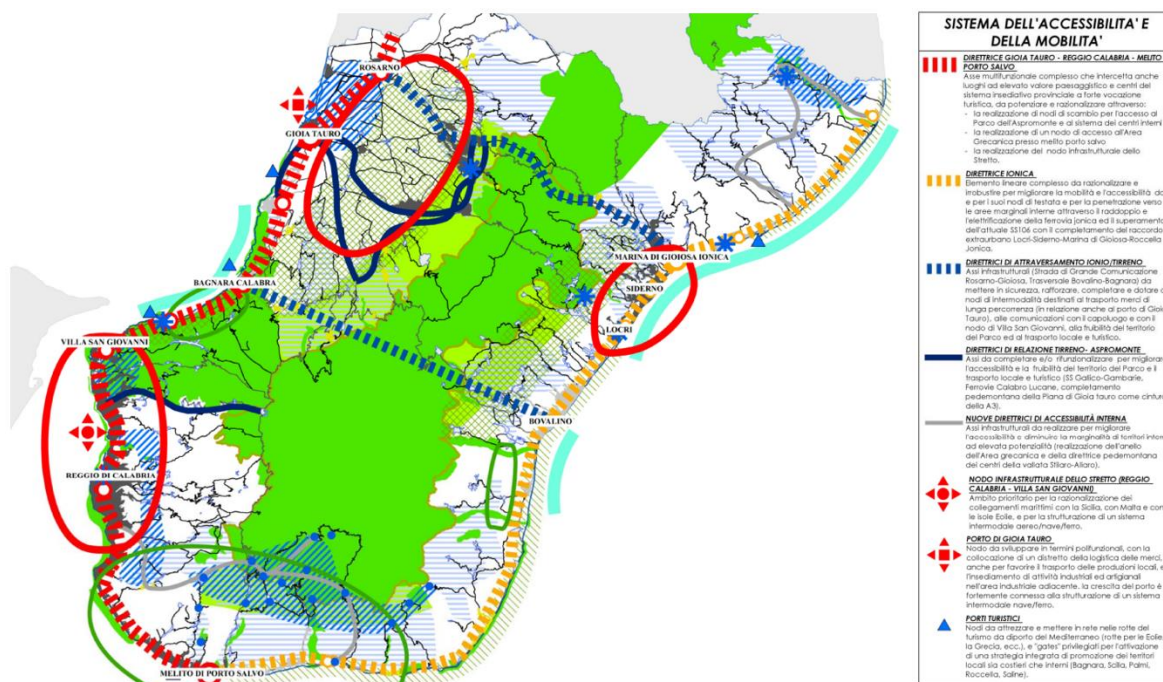 ROSARNO
GIOIA TAURO
BAGNARA CALABRA
VILLA SAN GIOVANNI
REGGIO DI CALABRIA
MELITO DI PORTO SALVO
MARINA DI GIOIOSA IONICA
SIDERNO
LOCRI
BOVALINO
SISTEMA DELL'ACCESSIBILITA' E
DELLA MOBILITA'
DIRETTRICE GIOIA TAURO - REGGIO CALABRIA - MELITO
PORTO SALVO
Asse multifunzionale complesso che intercetta anche
luoghi ad elevato valore paesaggistico e centri del
sistema insediativo provinciale a forte vocazione
turistica, da potenziare e razionalizzare attraverso:
- la realizzazione di nodi di scambio per l'accesso al
Parco dell'Aspromonte e al sistema dei centri interni
- la realizzazione di un nodo di accesso all'Area
Grecanica presso melito porto salvo
- la realizzazione del nodo infrastrutturale dello
Stretto.
DIRETTRICE IONICA
Elemento lineare complesso da razionalizzare e
irrobustire per migliorare la mobilità e l'accessibilità da
e per i suoi nodi di testata e per la penetrazione verso
le aree marginali interne attraverso il raddoppio e
l'elettrificazione della ferrovia jonica ed il superamento
dell'attuale SS106 con il completamento del raccordo
extraurbano Locri-Siderno-Marina di Gioiosa-Roccella
Jonica.
DIRETTRICI DI ATTRAVERSAMENTO IONIO/TIRRENO
Assi infrastrutturali (Strada di Grande Comunicazione
Rosarno-Gioiosa, Trasversale Bovalino-Bagnara) da
mettere in sicurezza, rafforzare, completare e dotare d
nodi di intermodalità destinati al trasporto merci di
lunga percorrenza (in relazione anche al porto di Gioia
Tauro), alle comunicazioni con il capoluogo e con il
nodo di Villa San Giovanni, alla fruibilità del territorio
del Parco ed al trasporto locale e turistico.
DIRETTRICI DI RELAZIONE TIRRENO- ASPROMONTE
Assi da completare e/o rifunzionalizzare per migliorare
l'accessibilità e la fruibilità del territorio del Parco e il
trasporto locale e turistico (SS Gallico-Gambarie,
Ferrovie Calabro Lucane, completamento
pedemontana della Piana di Gioia tauro come cintura
della A3).
NUOVE DIRETTRICI DI ACCESSIBILITÀ INTERNA
Assi infrastrutturali da realizzare per migliorare
l'accessibilità e diminuire la marginalità di territori inter
ad elevata potenzialità (realizzazione dell'anello
dell'Area grecanica e della direttrice pedemontana
dei centri della vallata Stilaro-Allaro).
NODO INFRASTRUTTURALE DELLO STRETTO (REGGIO
CALABRIA - VILLA SAN GIOVANNI)
Ambito prioritario per la razionalizzazione dei
collegamenti marittimi con la Sicilia, con Malta e con
le Isole Eolie, e per la strutturazione di un sistema
intermodale aereo/nave/ferro.
PORTO DI GIOIA TAURO
Nodo da sviluppare in termini polifunzionali, con la
collocazione di un distretto della logistica delle merci,
anche per favorire il trasporto delle produzioni locali, e
l'insediamento di attività industriali ed artigianali
nell'area industriale adiacente, la crescita del porto è
fortemente connessa alla strutturazione di un sistema
intermodale nave/ferro.
PORTI TURISTICI
Nodi da attrezzare e mettere in rete nelle rotte del
turismo da diporto del Mediterraneo (rotte per le Eolie
la Grecia, ecc.), e "gates" privilegiati per l'attivazione
di una strategia integrata di promozione dei territori
locali sia costieri che interni (Bagnara, Scilla, Palmi,
Roccella, Saline).